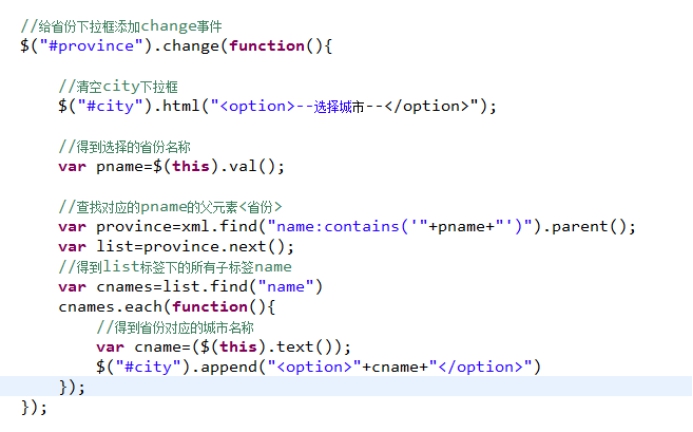 //给省份下拉框添加change事件
$("#province").change(function(){
//清空city下拉框
$("#city").html("<option>--选择城市--</option>");
//得到选择的省份名称
var pname=$(this).val();
//查找对应的pname的父元素<省份>
var province=xml.find("name:contains('"+pname+"')").parent();
var list=province.next();
//得到list标签下的所有子标签name
var cnames=list.find("name")
cnames.each(function(){
//得到省份对应的城市名称
var cname=($(this).text());
$("#city").append("<option>"+cname+"</option>")
});
});